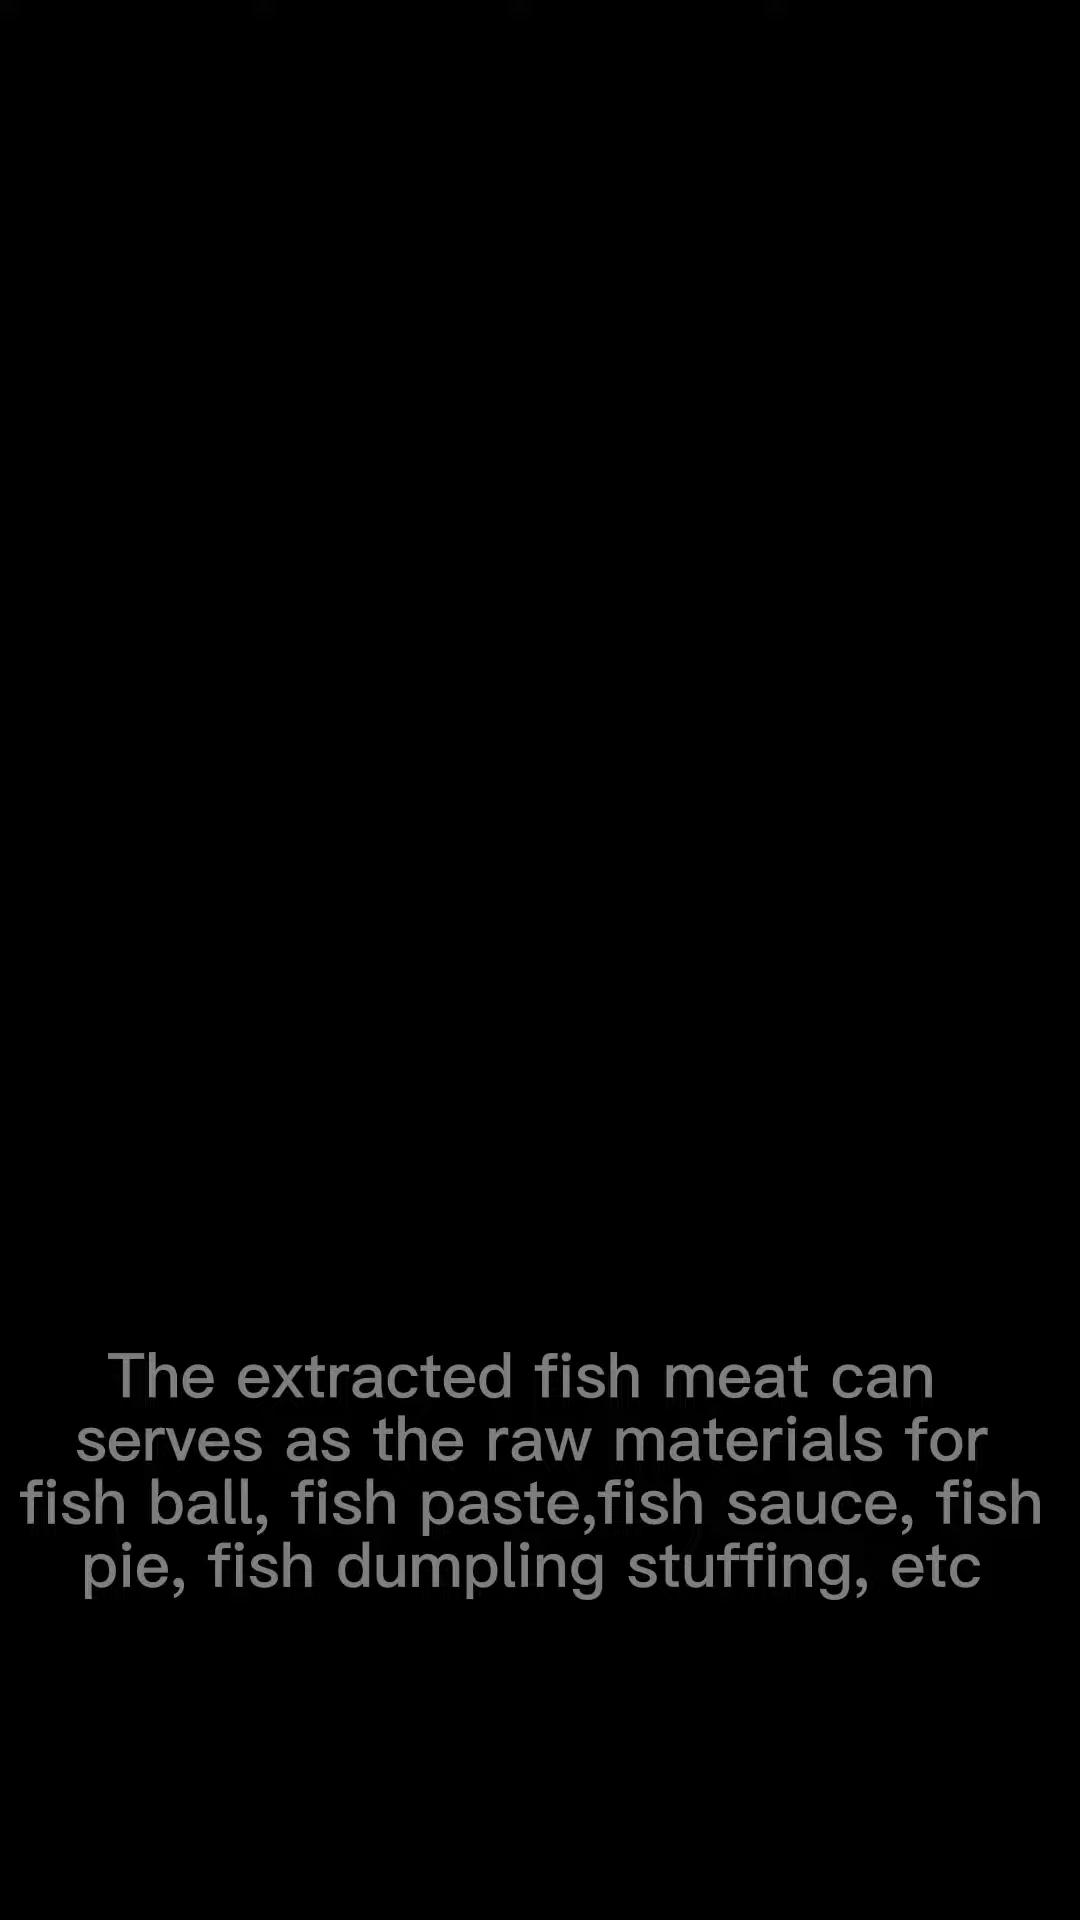 The extracted fish meat can
serves as the raw materials for
fish ball, fish paste,fish sauce, fish
pie, fish dumpling stuffing, etc